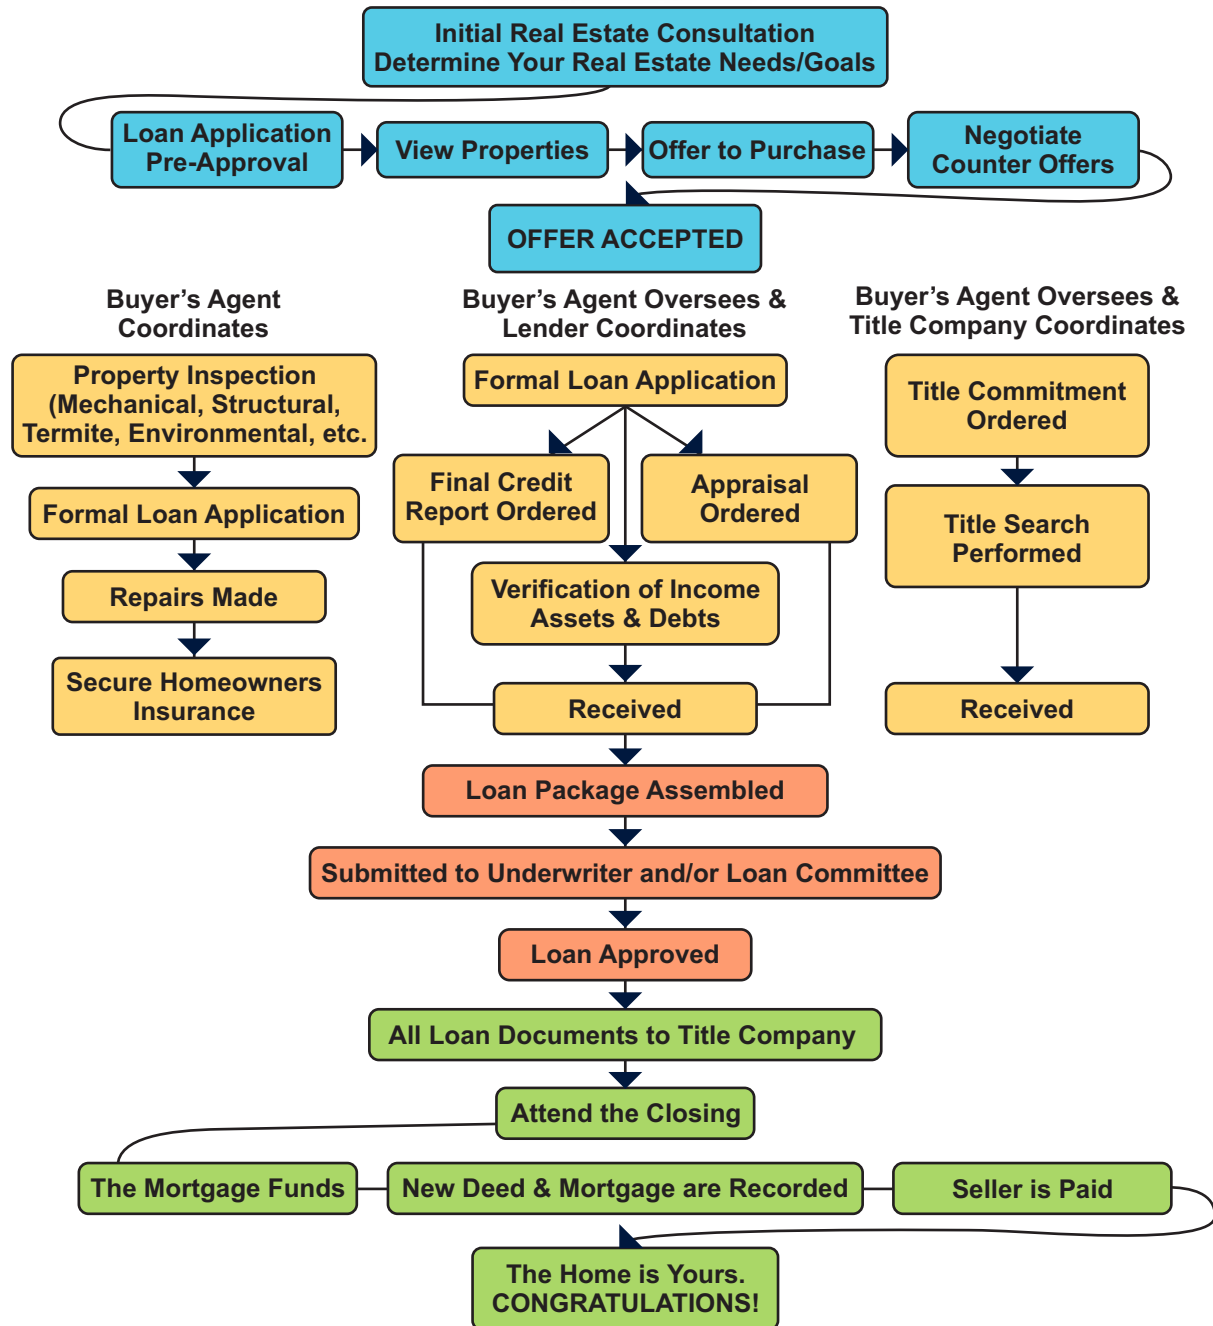 Initial Real Estate Consultation
Determine Your Real Estate Needs/Goals
Loan Application
Pre-Approval
View Properties
Offer to Purchase
Negotiate
Counter Offers
OFFER ACCEPTED
Buyer’s Agent
Coordinates
Property Inspection
(Mechanical, Structural,
Termite, Environmental, etc.
Formal Loan Application
Repairs Made
Secure Homeowners
Insurance
Buyer’s Agent Oversees &
Lender Coordinates
Formal Loan Application
Final Credit
Report Ordered
Appraisal
Ordered
Verification of Income
Assets & Debts
Received
Buyer’s Agent Oversees &
Title Company Coordinates
Title Commitment
Ordered
Title Search
Performed
Received
Loan Package Assembled
Submitted to Underwriter and/or Loan Committee
Loan Approved
All Loan Documents to Title Company
Attend the Closing
The Mortgage Funds
New Deed & Mortgage are Recorded
Seller is Paid
The Home is Yours.
CONGRATULATIONS!